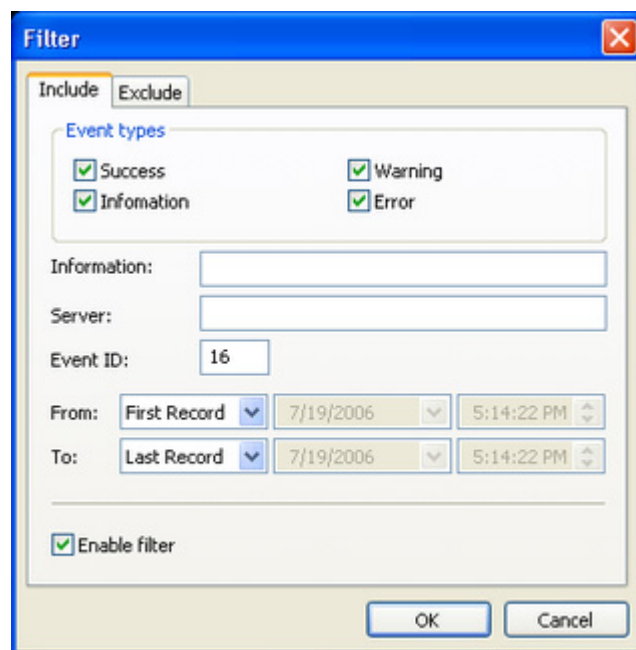 Filter
Include Exclude
Event types
Success Warning
Infomation Error
Information:
Server:
Event ID: 16
From: First Record 7/19/2006 5:14:22 PM
To: Last Record 7/19/2006 5:14:22 PM
Enable filter
OK Cancel